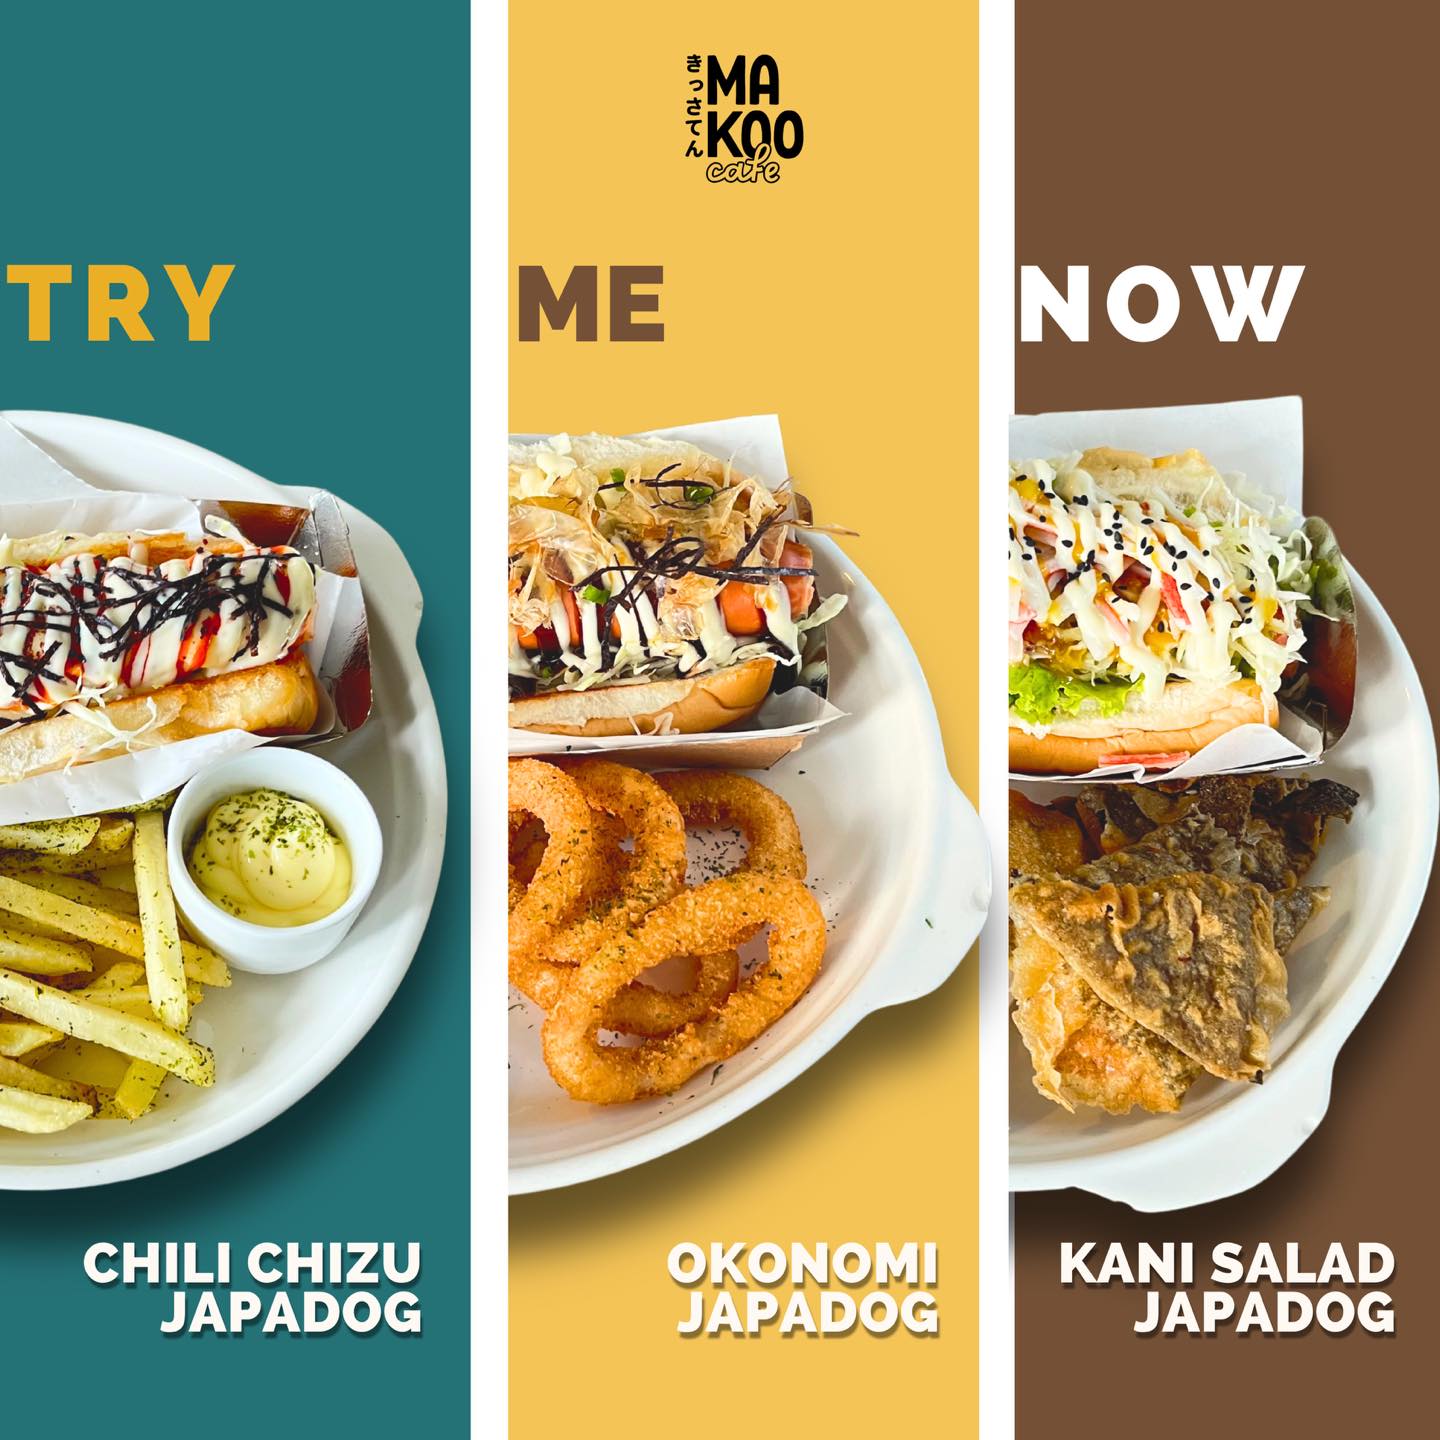 きっさてん
MA
KOO
cafe
TRY
ME
NOW
CHILI CHIZU
JAPADOG
OKONOMI
JAPADOG
KANI SALAD
JAPADOG